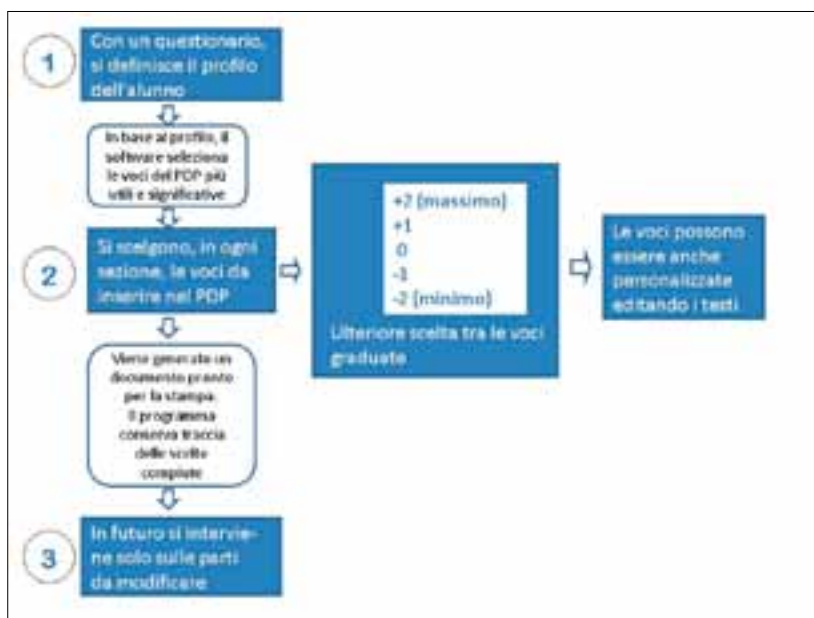 1
Con un questionario,
si definisce il profilo
dell'alunno
In base al profilo, il
software seleziona
le voci del PDP più
utili e significative
2
Si scelgono, in ogni
sezione, le voci da
inserire nel PDP
+2 (massimo)
+1
0
-1
-2 (minimo)
Ulteriore scelta tra le voci
graduate
Le voci possono
essere anche
personalizzate
editando i testi
Viene generato un
documento pronto
per la stampa.
Il programma
conserva traccia
delle scelte
compiute
3
In futuro si intervie-
ne solo sulle parti
da modificare